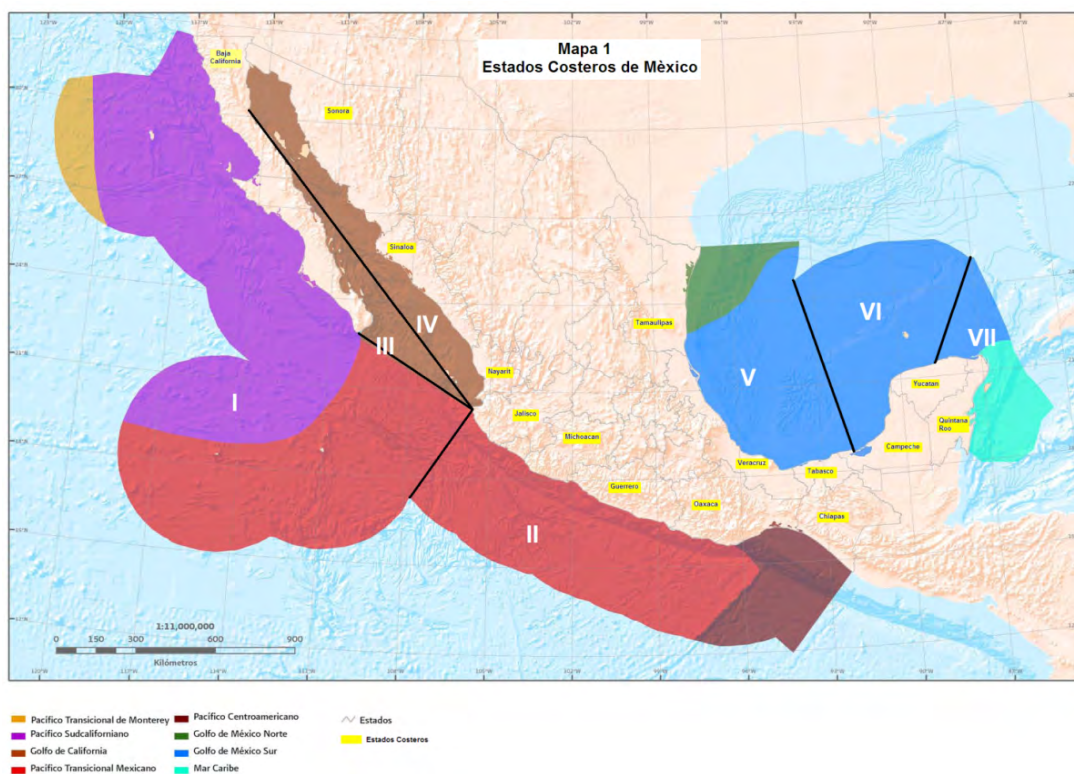 Mapa 1
Estados Costeros de Mèxico
Baja
California
Sonora
Sinaloa
Tamaulipas
IV
III
VI
VII
V
Nayarit
I
Yucatan
Jalisco
Michoacan
Quintana
Roo
Campeche
Veracruz
Tabasco
Guerrero
Oaxaca
Chiapas
II
1:11,000,000
0 150 300 600 900
Kilómetros
Pacífico Transicional de Monterey
Pacífico Sudcaliforniano
Golfo de California
Pacífico Transicional Mexicano
Pacífico Centroamericano
Golfo de México Norte
Golfo de México Sur
Mar Caribe
Estados
Estados Costeros